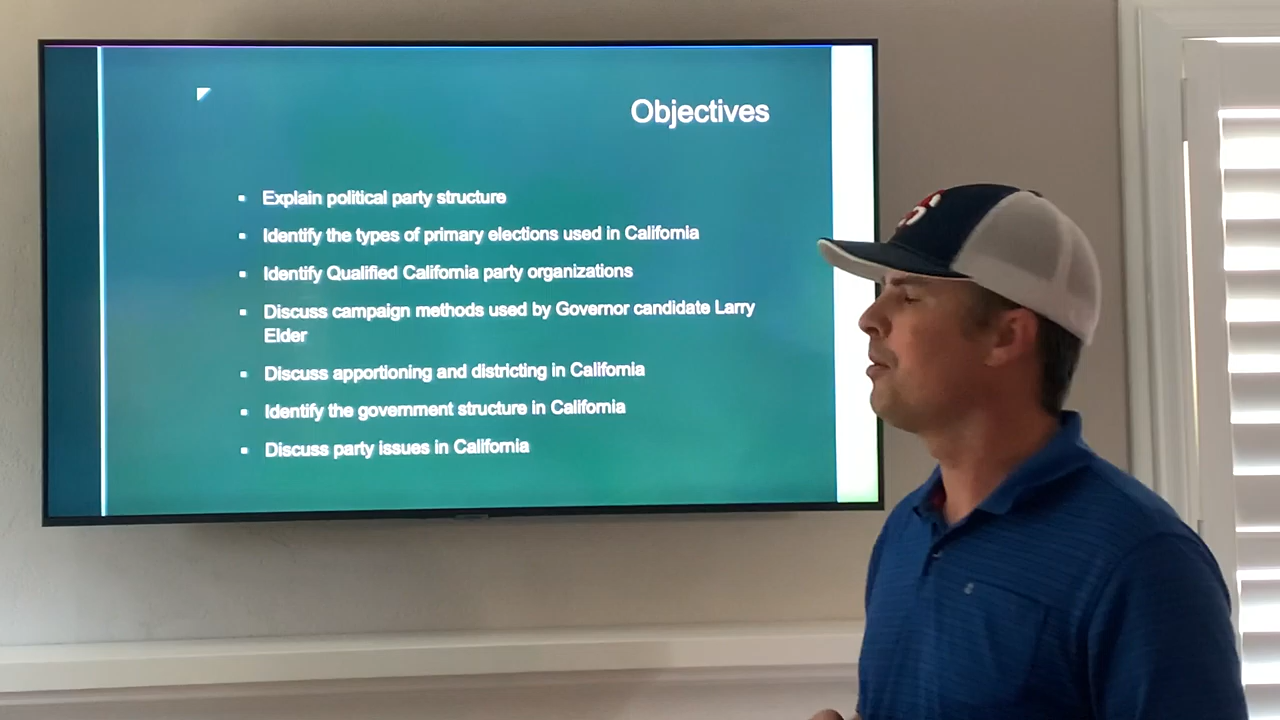 Objectives
▪ Explain political party structure
▪ Identify the types of primary elections used in California
▪ Identify Qualified California party organizations
▪ Discuss campaign methods used by Governor candidate Larry
Elder
▪ Discuss apportioning and districting in California
▪ Identify the government structure in California
▪ Discuss party issues in California